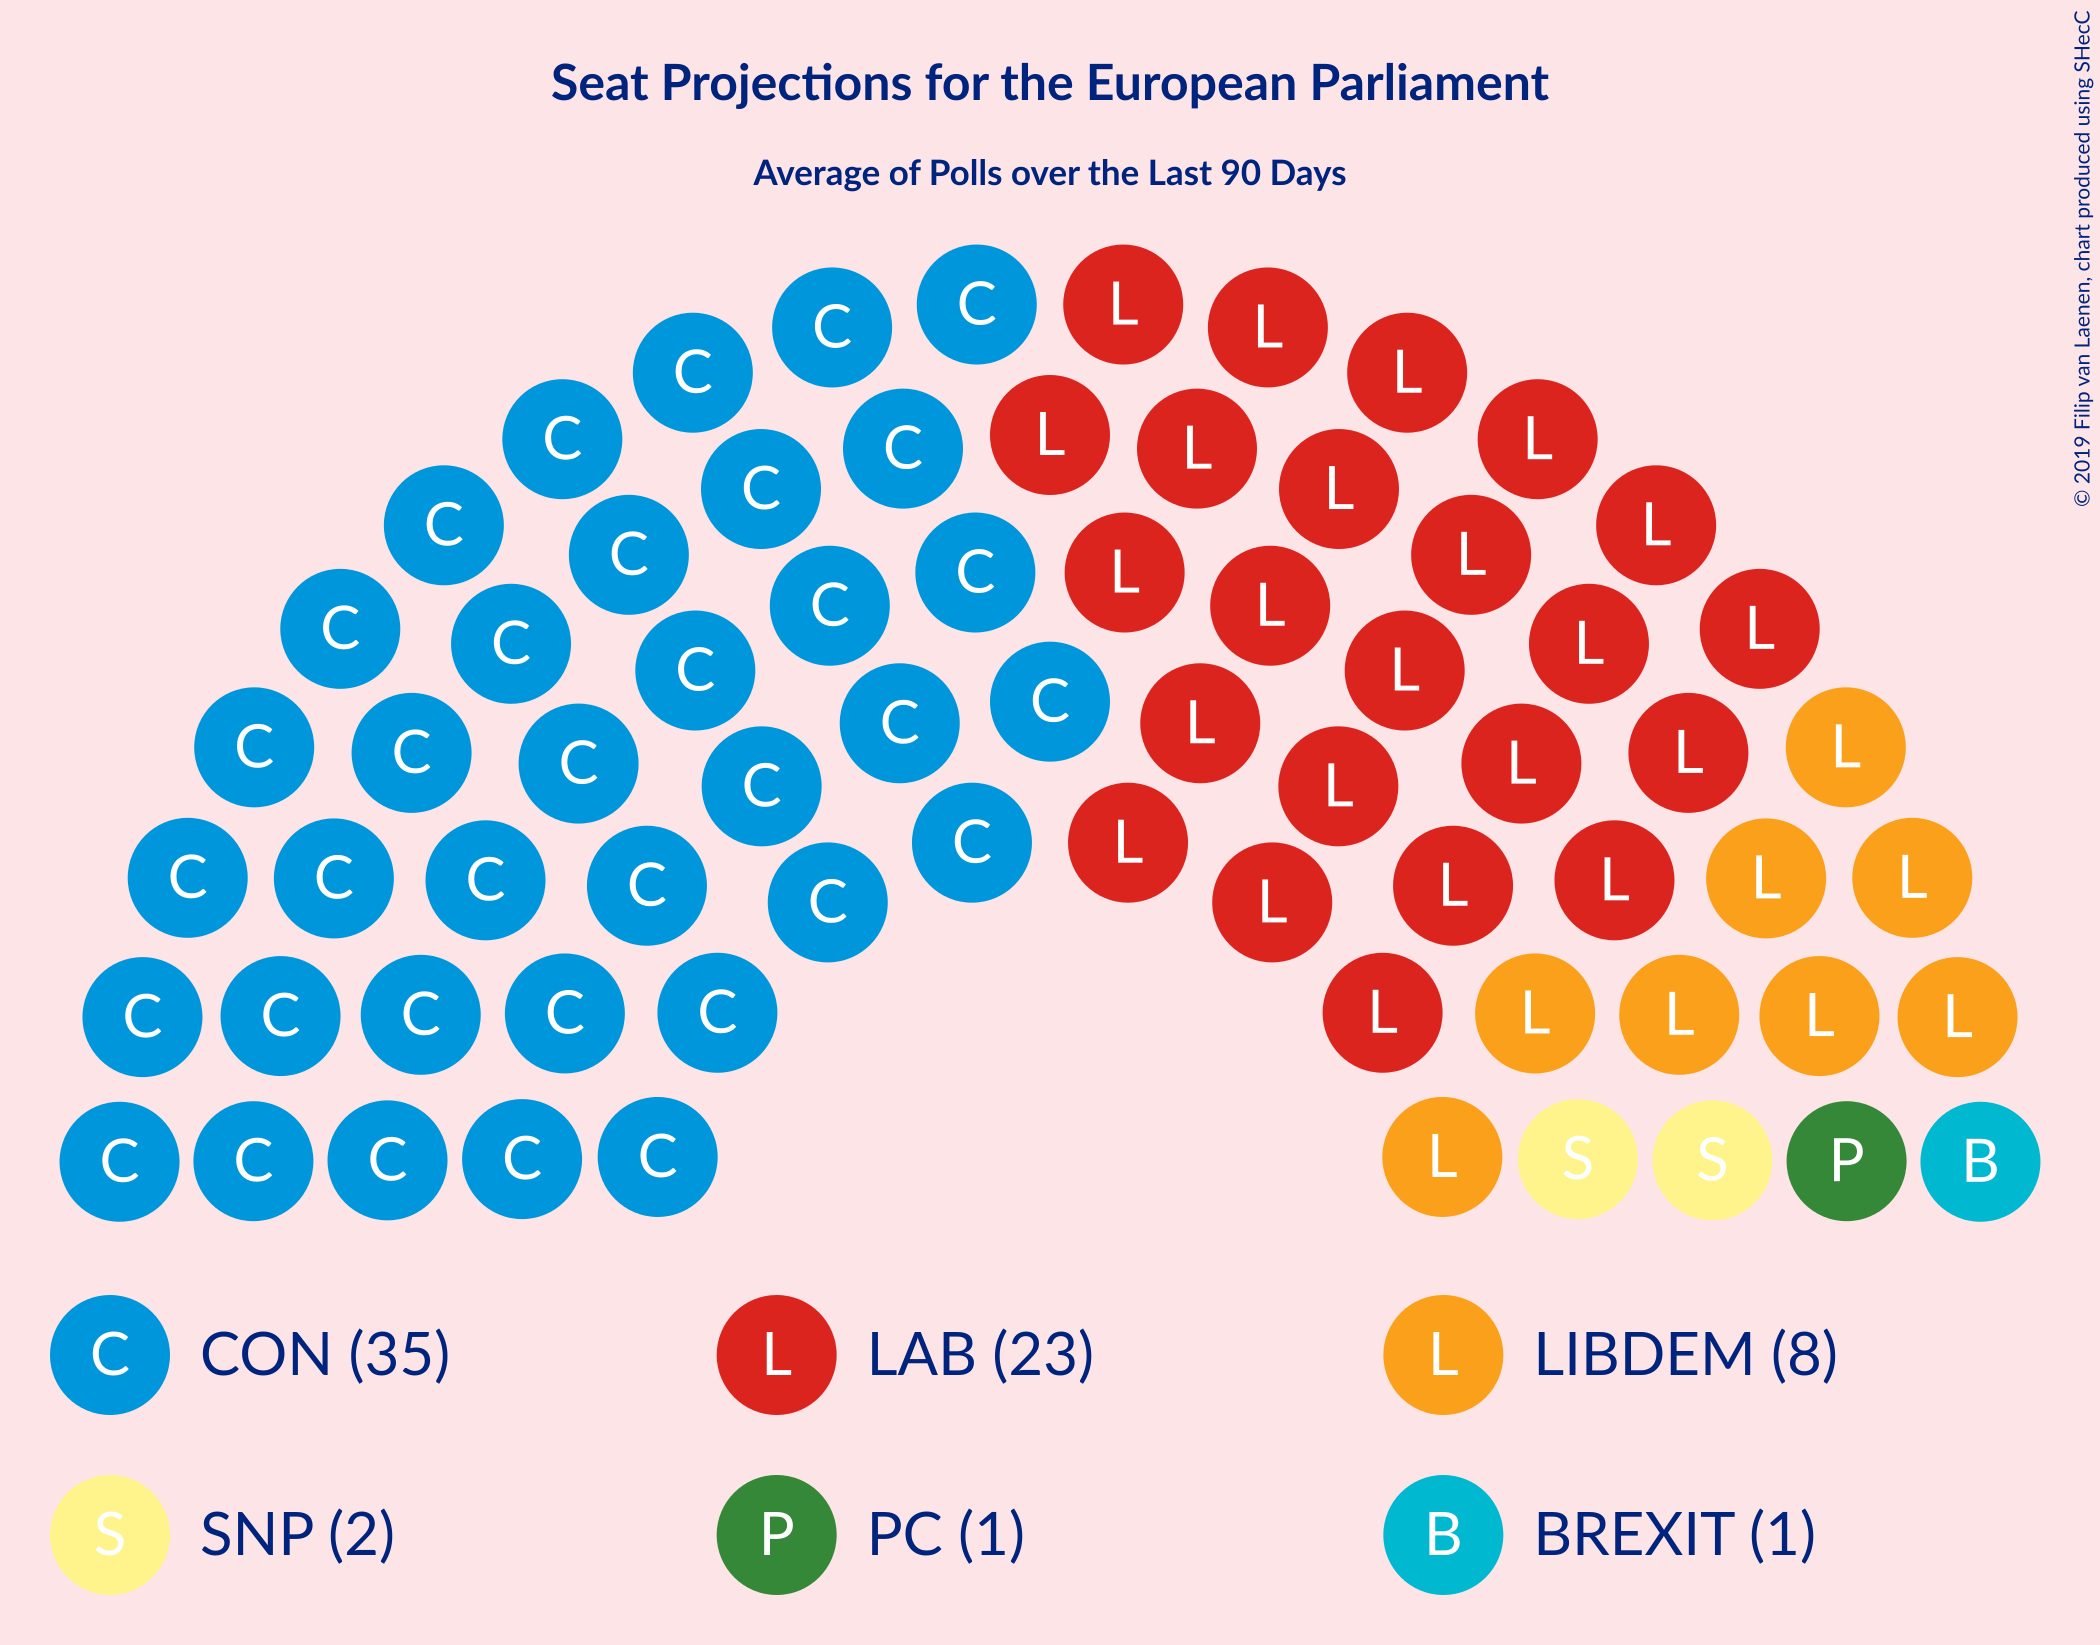 Seat Projections for the European Parliament
Average of Polls over the Last 90 Days
© 2019 Filip van Laenen, chart produced using SHecC
C L
C L
C L
L
C L
C L
C L
C L
C L
C L
C L
C L
C L
C L
C
C L
C L
C L
C L
C L
C L
C C C C C L L L L L
C C C C C L L L L L
C C C C C L S S P B
C CON (35)
L LAB (23)
L LIBDEM (8)
S SNP (2)
P PC (1)
B BREXIT (1)